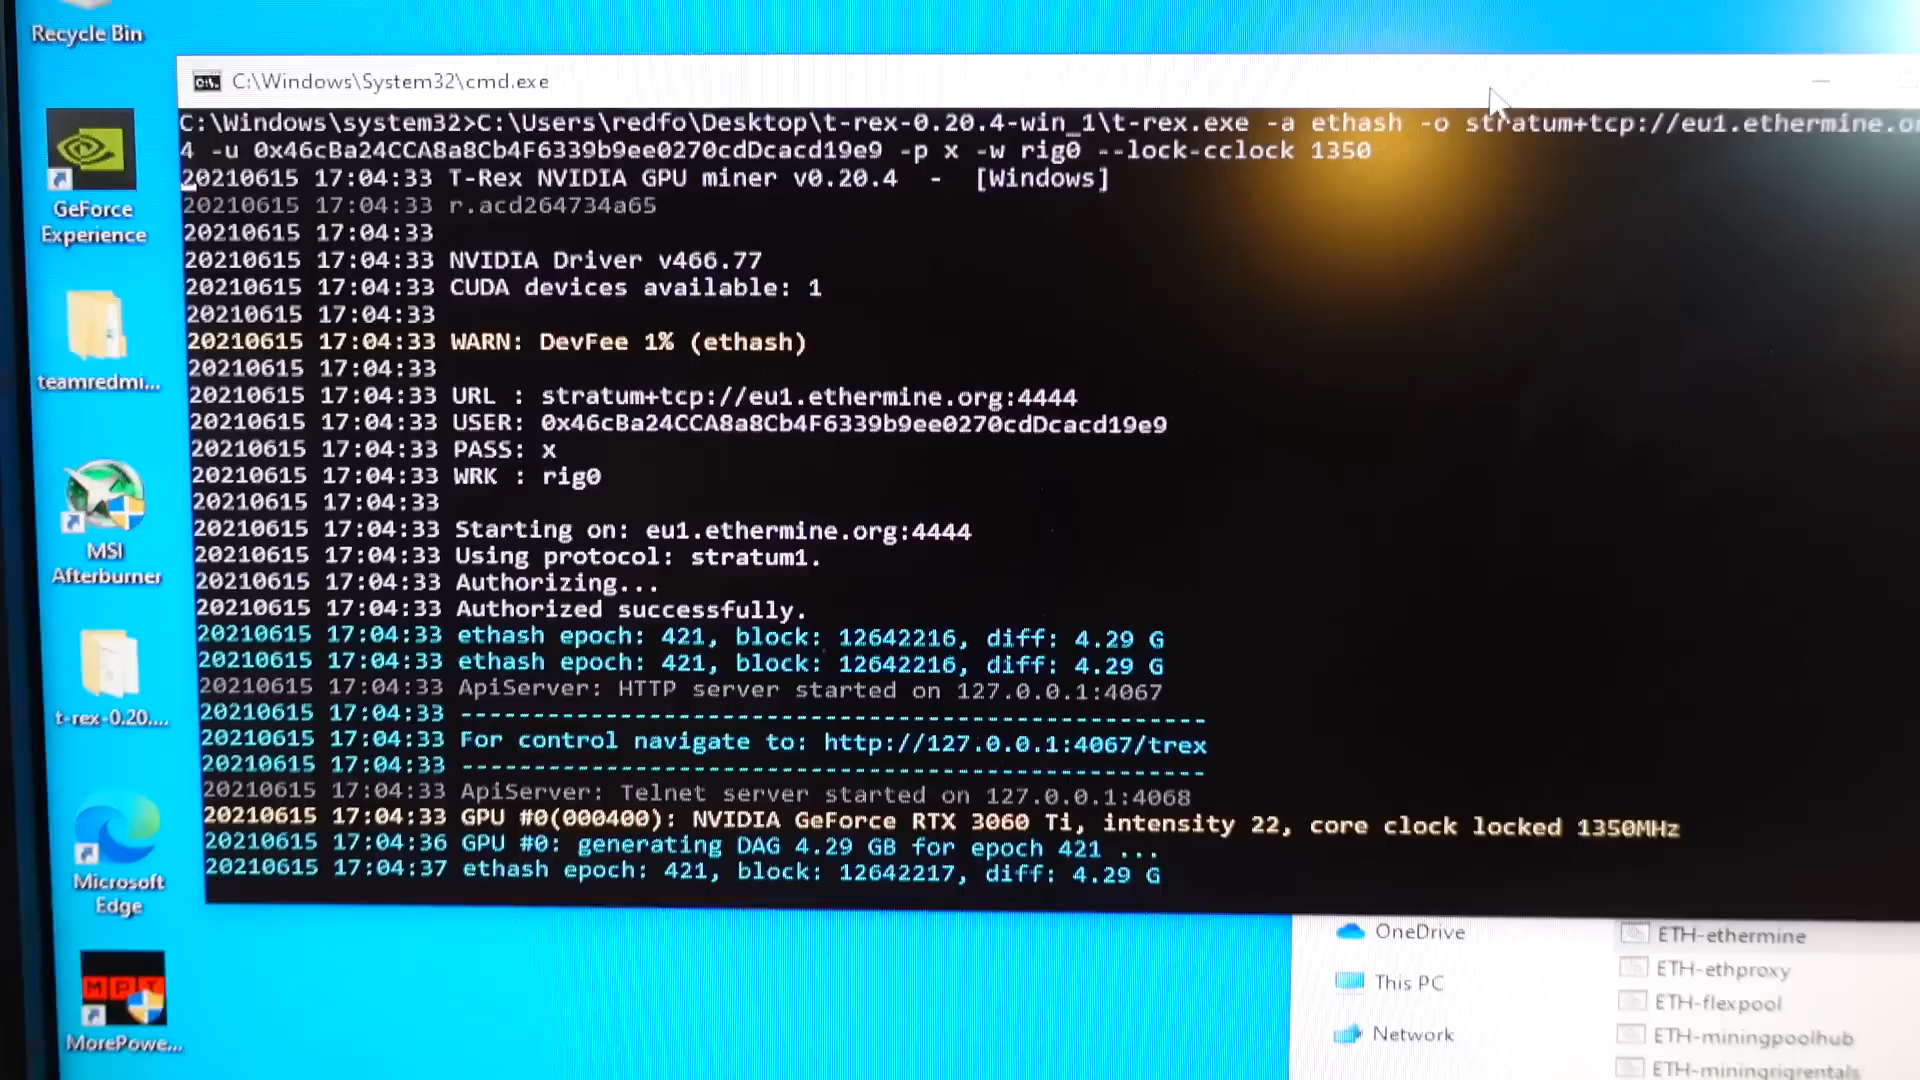 Recycle Bin
C:\Windows\System32\cmd.exe
C:\Windows\system32>C:\Users\redfo\Desktop\t-rex-0.20.4-win_1\t-rex.exe -a ethash -o stratum+tcp://eu1.ethermine.or
4 -u 0x46cBa24CCA8a8Cb4F6339b9ee0270cdDcacd19e9 -p x -w rig0 --lock-cclock 1350
20210615 17:04:33 T-Rex NVIDIA GPU miner v0.20.4 - [Windows]
20210615 17:04:33 r.acd264734a65
20210615 17:04:33
20210615 17:04:33 NVIDIA Driver v466.77
20210615 17:04:33 CUDA devices available: 1
20210615 17:04:33
20210615 17:04:33 WARN: DevFee 1% (ethash)
20210615 17:04:33
20210615 17:04:33 URL : stratum+tcp://eu1.ethermine.org:4444
20210615 17:04:33 USER: 0x46cBa24CCA8a8Cb4F6339b9ee0270cdDcacd19e9
20210615 17:04:33 PASS: x
20210615 17:04:33 WRK : rig0
20210615 17:04:33
20210615 17:04:33 Starting on: eu1.ethermine.org:4444
20210615 17:04:33 Using protocol: stratum1.
20210615 17:04:33 Authorizing...
20210615 17:04:33 Authorized successfully.
20210615 17:04:33 ethash epoch: 421, block: 12642216, diff: 4.29 G
20210615 17:04:33 ethash epoch: 421, block: 12642216, diff: 4.29 G
20210615 17:04:33 ApiServer: HTTP server started on 127.0.0.1:4067
20210615 17:04:33 ---------------------------------------------------
20210615 17:04:33 For control navigate to: http://127.0.0.1:4067/trex
20210615 17:04:33 ---------------------------------------------------
20210615 17:04:33 ApiServer: Telnet server started on 127.0.0.1:4068
20210615 17:04:33 GPU #0(000400): NVIDIA GeForce RTX 3060 Ti, intensity 22, core clock locked 1350MHz
20210615 17:04:36 GPU #0: generating DAG 4.29 GB for epoch 421 ...
20210615 17:04:37 ethash epoch: 421, block: 12642217, diff: 4.29 G
GeForce
Experience
teamredmi...
MSI
Afterburner
t-rex-0.20....
Microsoft
Edge
MPT
MorePowe...
OneDrive
This PC
Network
ETH-ethermine
ETH-ethproxy
ETH-flexpool
ETH-miningpoolhub
ETH-miningrigrentals